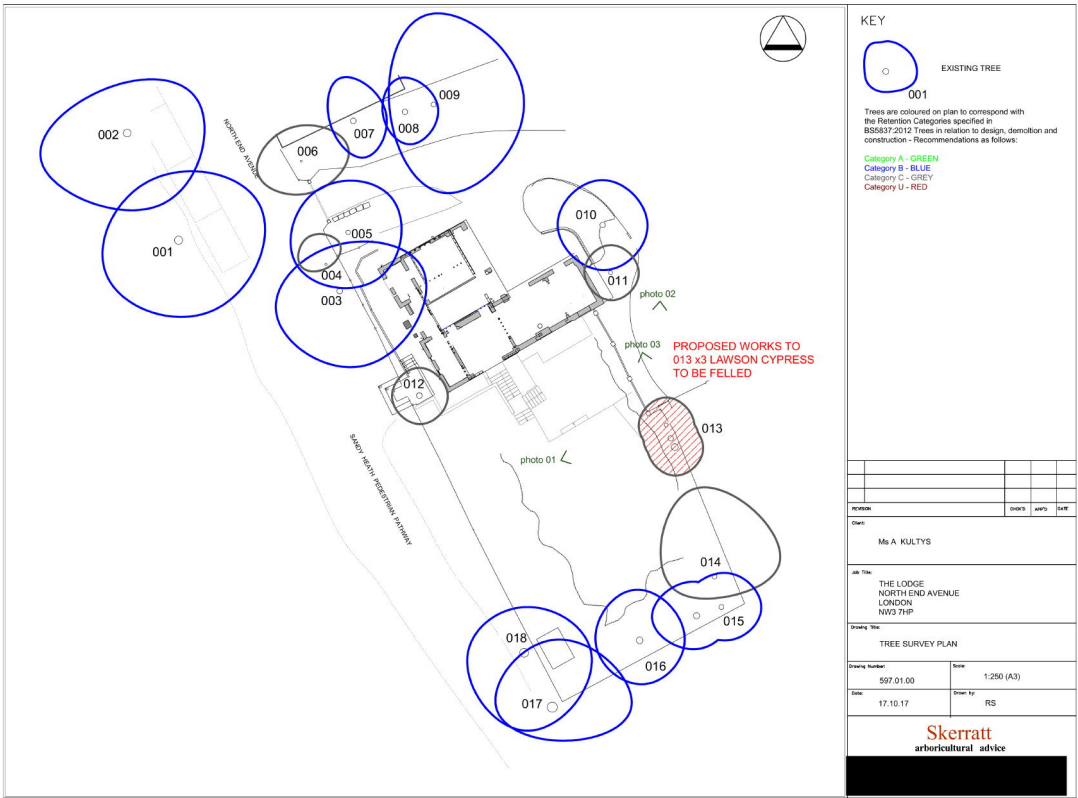 002
NORTH END AVENUE
006
007
008
009
001
005
004
003
010
011
photo 02
photo 03
PROPOSED WORKS TO
013 x3 LAWSON CYPRESS
TO BE FELLED
012
013
photo 01
SANDY HEATH PEDESTRIAN PATHWAY
014
015
016
018
017
KEY
EXISTING TREE
001
Trees are coloured on plan to correspond with
the Retention Categories specified in
BS5837:2012 Trees in relation to design, demoltion and
construction - Recommendations as follows:
Category A - GREEN
Category B - BLUE
Category C - GREY
Category U - RED
REVISION CHCK'D APP'D DATE
Client:
Ms A KULTYS
Job Title:
THE LODGE
NORTH END AVENUE
LONDON
NW3 7HP
Drawing Title:
TREE SURVEY PLAN
Drawing Number: Scale:
597.01.00 1:250 (A3)
Date: Drawn by:
17.10.17 RS
Skerratt
arboricultural advice